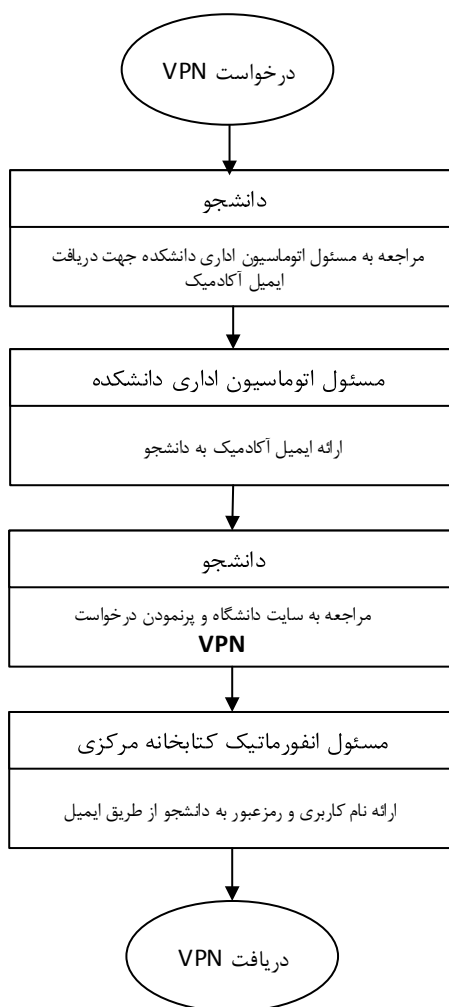 درخواست VPN
دانشجو
مراجعه به مسئول اتوماسیون اداری دانشکده جهت دریافت
ایمیل آکادمیک
مسئول اتوماسیون اداری دانشکده
ارائه ایمیل آکادمیک به دانشجو
دانشجو
مراجعه به سایت دانشگاه و پرنمودن درخواست
VPN
مسئول انفورماتیک کتابخانه مرکزی
ارائه نام کاربری و رمزعبور به دانشجو از طریق ایمیل
دریافت VPN